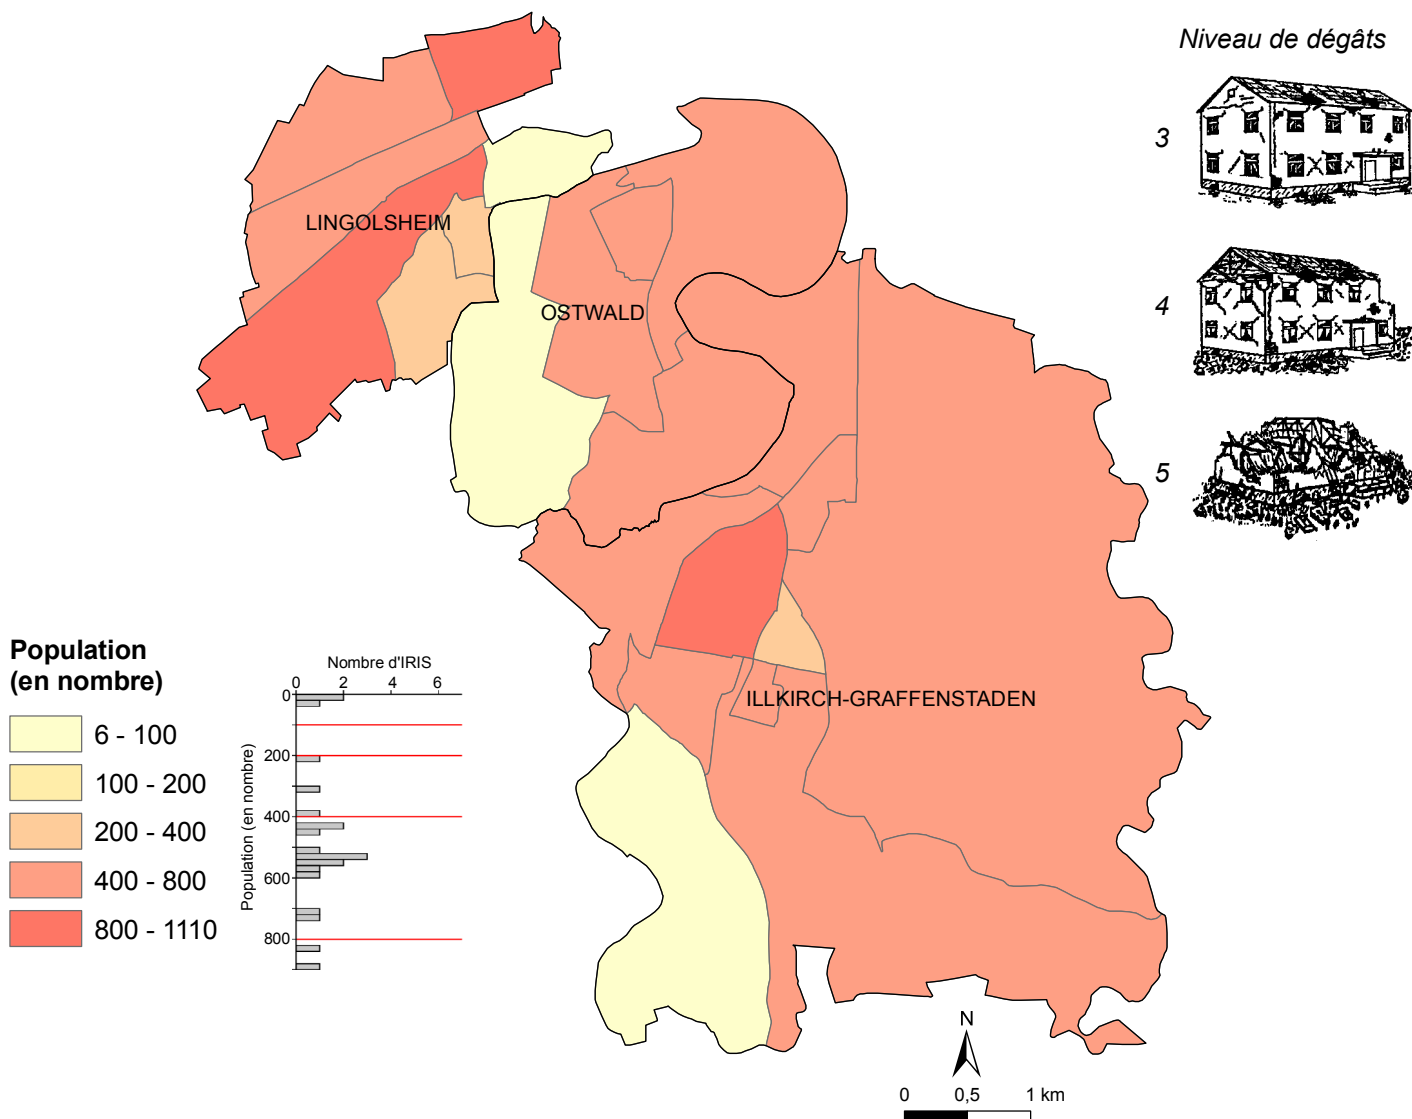 Niveau de dégâts
3
4
5
LINGOLSHEIM
OSTWALD
ILLKIRCH-GRAFFENSTADEN
Population
(en nombre)
6 - 100
100 - 200
200 - 400
400 - 800
800 - 1110
Nombre d'IRIS
0 2 4 6
Population (en nombre)
0
200
400
600
800
N
0 0,5 1 km